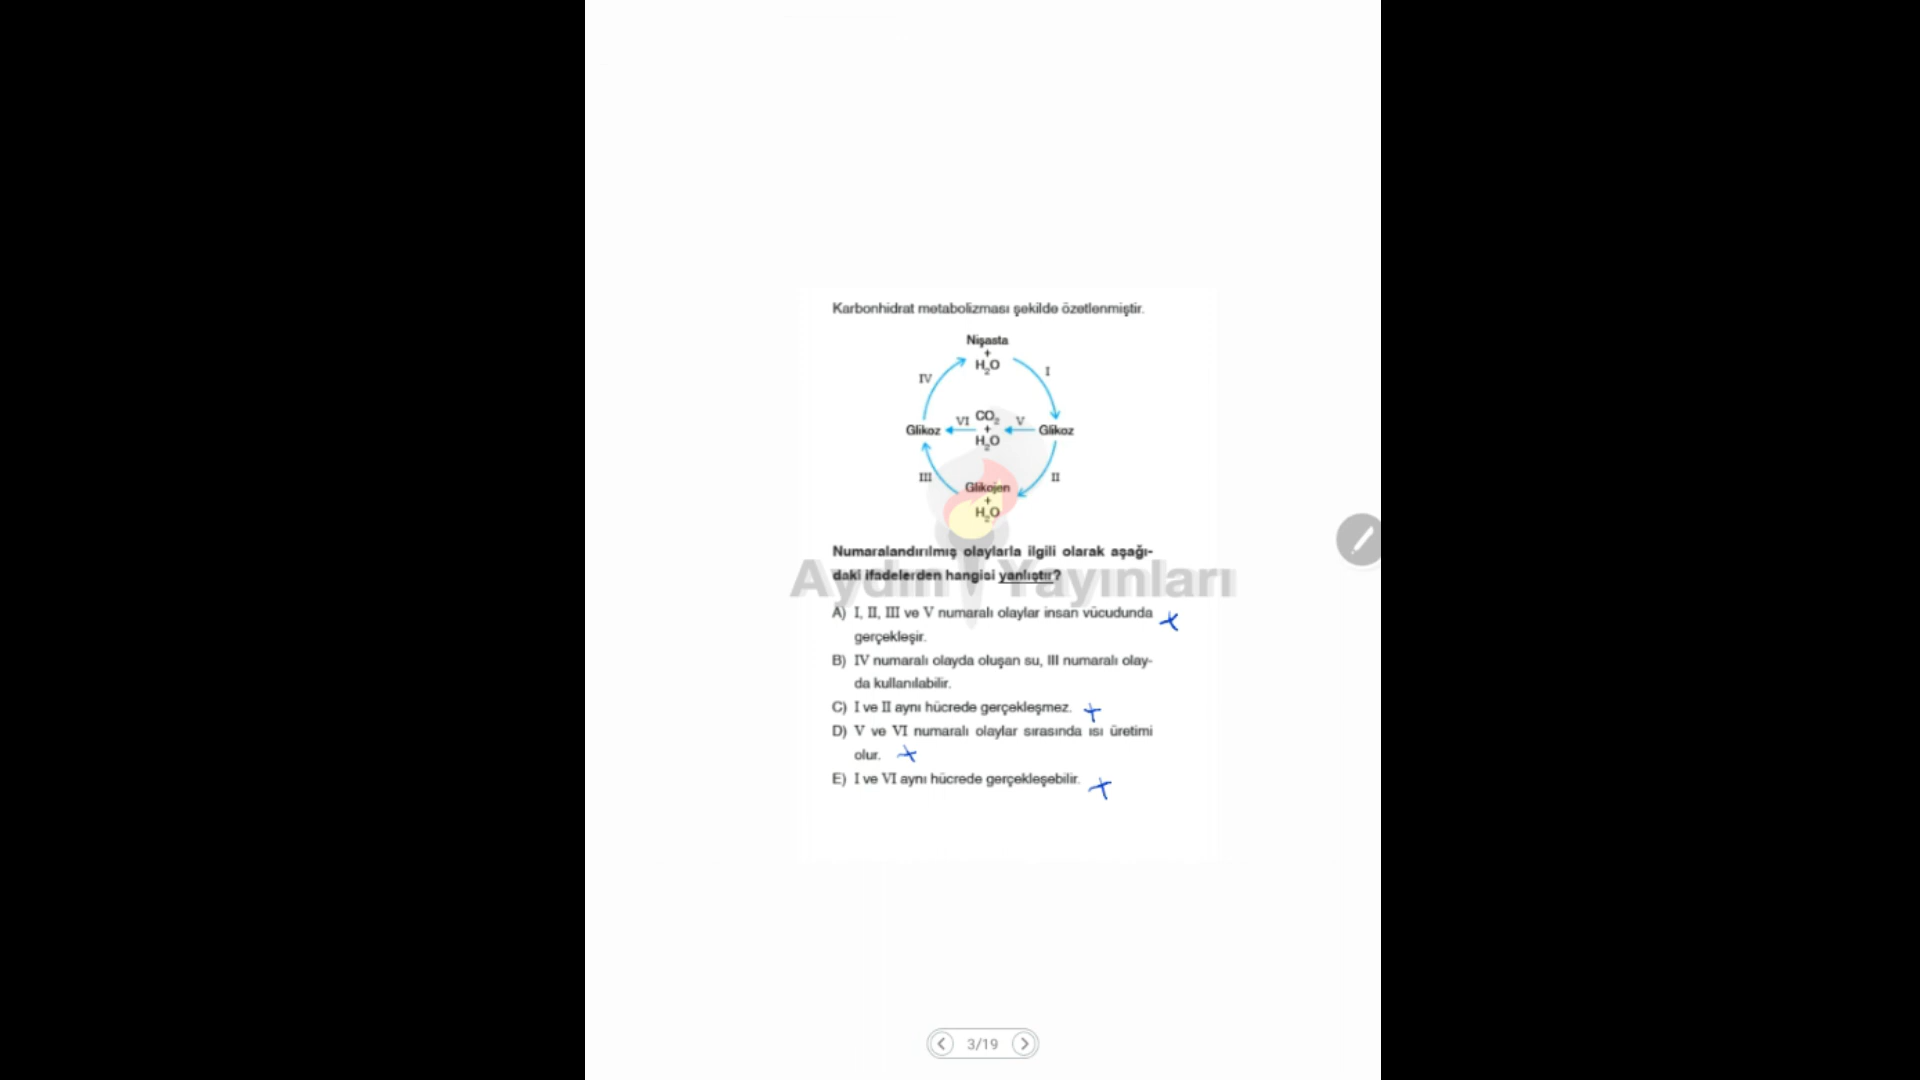 Karbonhidrat metabolizması şekilde özetlenmiştir.
Nişasta
+
H₂O
IV
I
CO₂
VI
V
Glikoz
+
Glikoz
H₂O
III
II
Glikojen
+
H₂O
Numaralandırılmış olaylarla ilgili olarak aşağı-
daki ifadelerden hangisi yanlıştır?
Aydın Yayınları
A) I, II, III ve V numaralı olaylar insan vücudunda
gerçekleşir.
B) IV numaralı olayda oluşan su, III numaralı olay-
da kullanılabilir.
C) I ve II aynı hücrede gerçekleşmez.
D) V ve VI numaralı olaylar sırasında ısı üretimi
olur.
E) I ve VI aynı hücrede gerçekleşebilir.
3/19